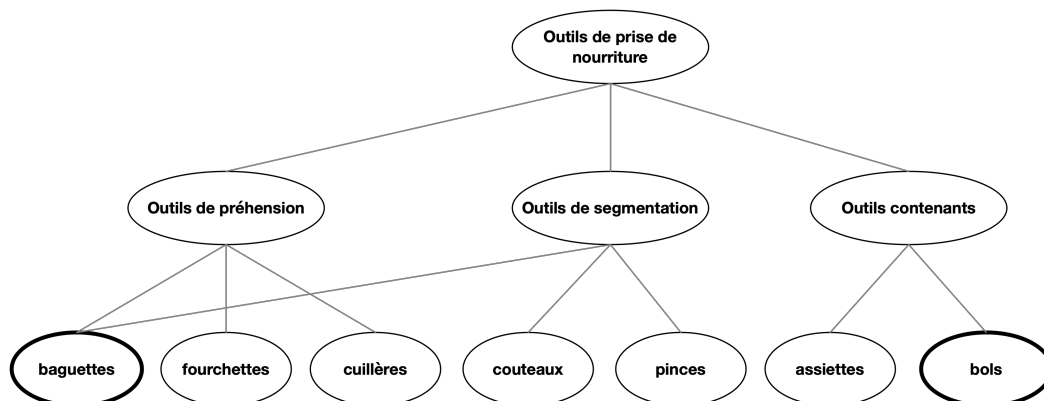 Outils de prise de
nourriture
Outils de préhension
Outils de segmentation
Outils contenants
baguettes
fourchettes
cuillères
couteaux
pinces
assiettes
bols